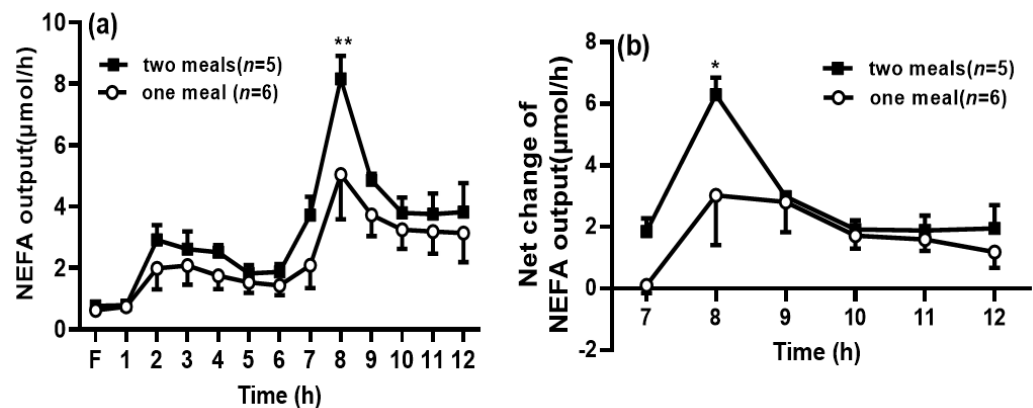 (a)
NEFA output(µmol/h)
10
8
6
4
2
0
**
two meals(n=5)
one meal (n=6)
F 1 2 3 4 5 6 7 8 9 10 11 12
Time (h)
(b)
Net change of
NEFA output(µmol/h)
8
6
4
2
0
-2
*
two meals(n=5)
one meal(n=6)
7 8 9 10 11 12
Time (h)